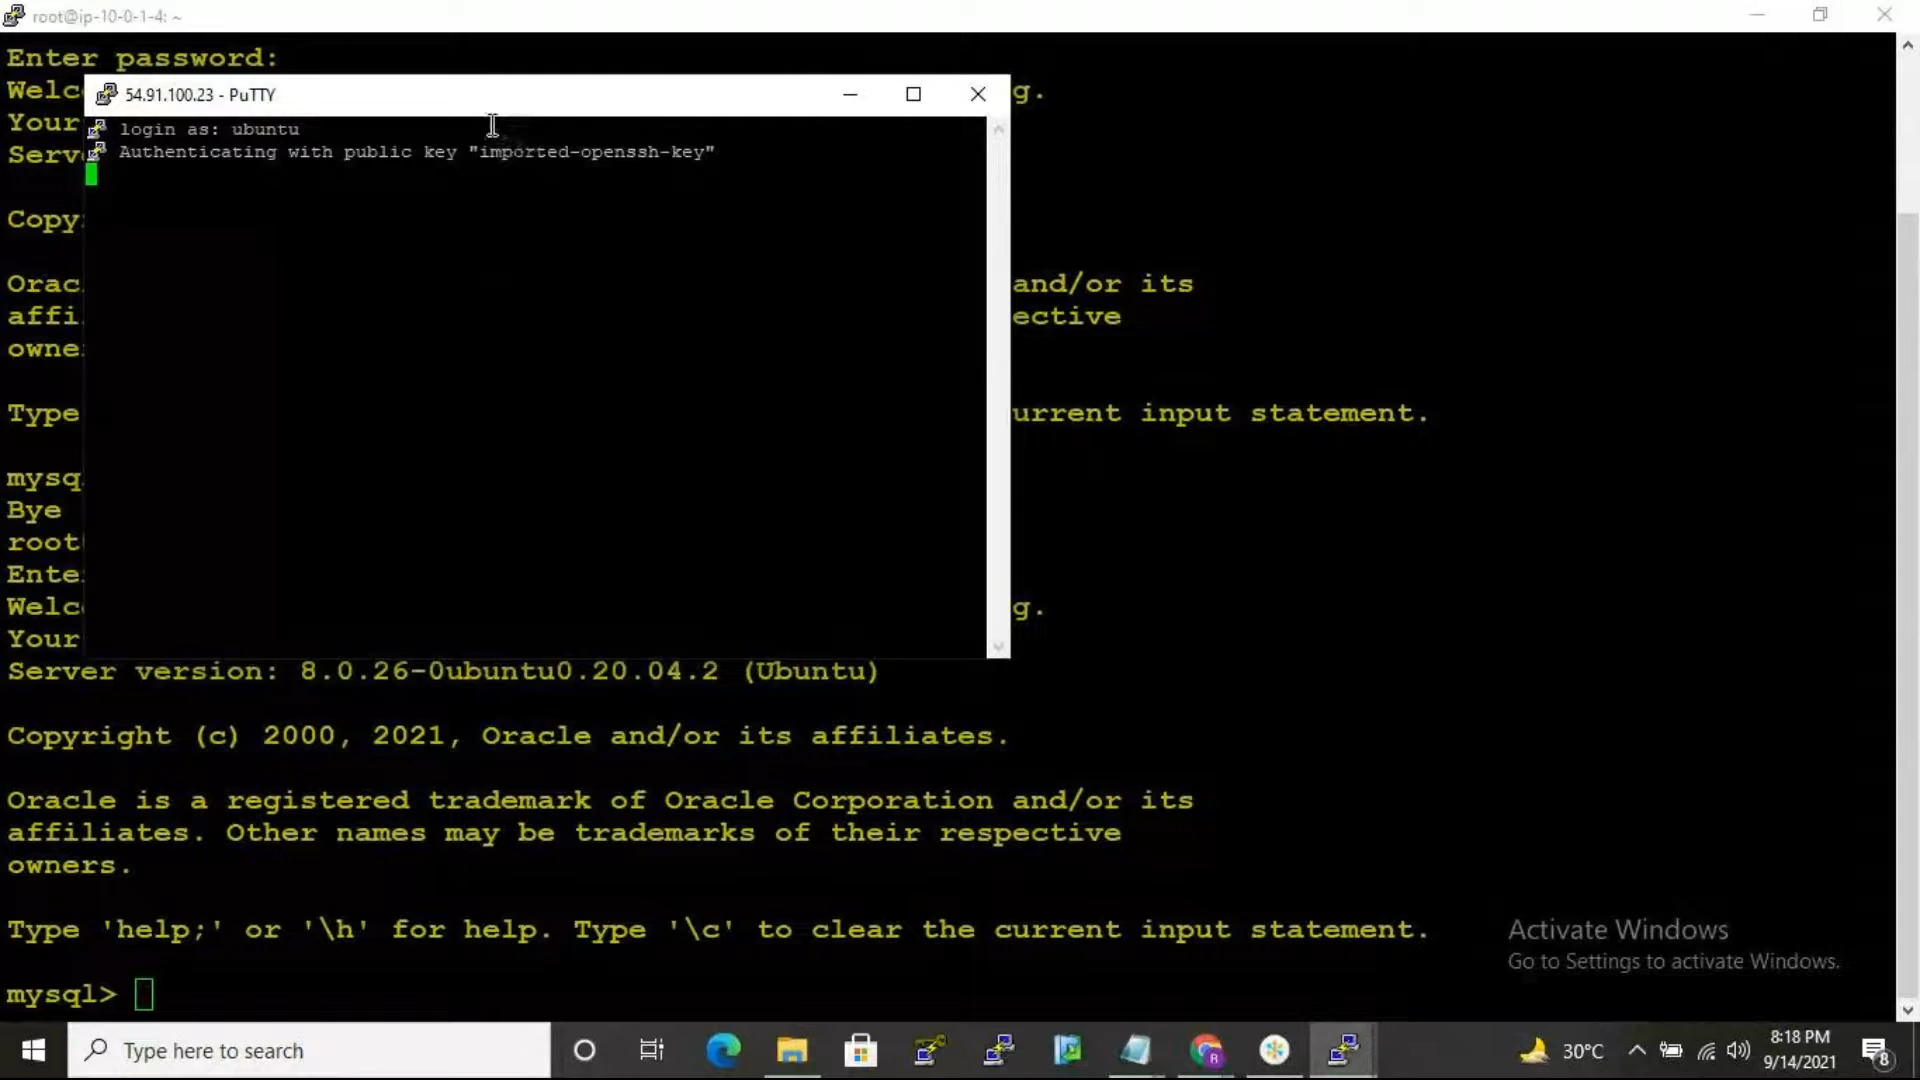 root@ip-10-0-1-4: ~
Enter password:
Welc
g.
Your
Serv
Copy
Orac
and/or its
affi
ective
owne
Type
urrent input statement.
mysq
Bye
root
Ente
Welc
g.
Your
54.91.100.23 - PuTTY
login as: ubuntu
Authenticating with public key "imported-openssh-key"
Server version: 8.0.26-0ubuntu0.20.04.2 (Ubuntu)
Copyright (c) 2000, 2021, Oracle and/or its affiliates.
Oracle is a registered trademark of Oracle Corporation and/or its
affiliates. Other names may be trademarks of their respective
owners.
Type 'help;' or '\h' for help. Type '\c' to clear the current input statement.
mysql>
Activate Windows
Go to Settings to activate Windows.
Type here to search
R
30°C
8:18 PM
9/14/2021
8